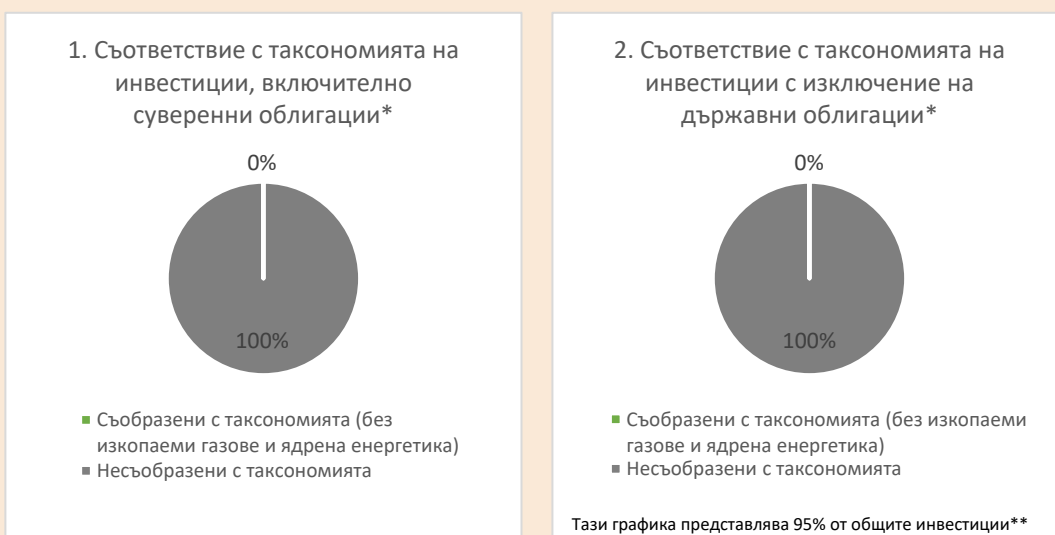 1. Съответствие с таксономията на
инвестиции, включително
суверенни облигации*
0%
100%
Съобразени с таксономията (без
изкопаеми газове и ядрена енергетика)
Несъобразени с таксономията
2. Съответствие с таксономията на
инвестиции с изключение на
държавни облигации*
0%
100%
Съобразени с таксономията (без изкопаеми
газове и ядрена енергетика)
Несъобразени с таксономията
Тази графика представлява 95% от общите инвестиции**